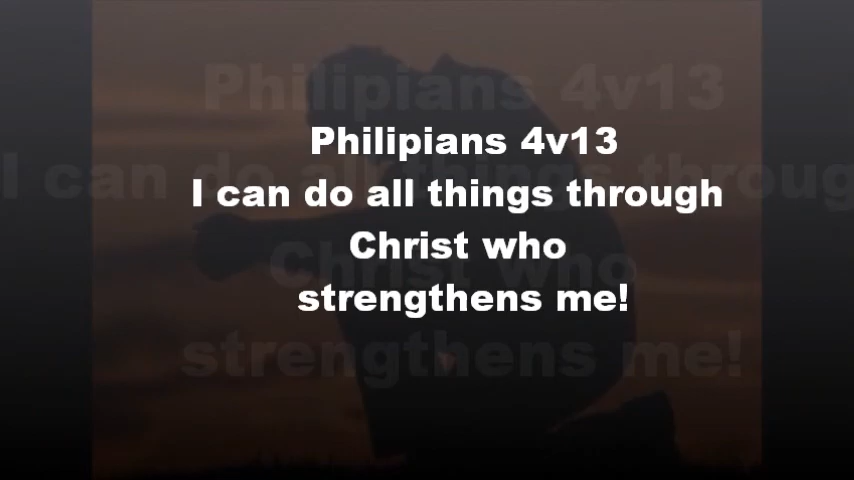 Philipians 4v13
I can do all things through
Christ who
strengthens me!